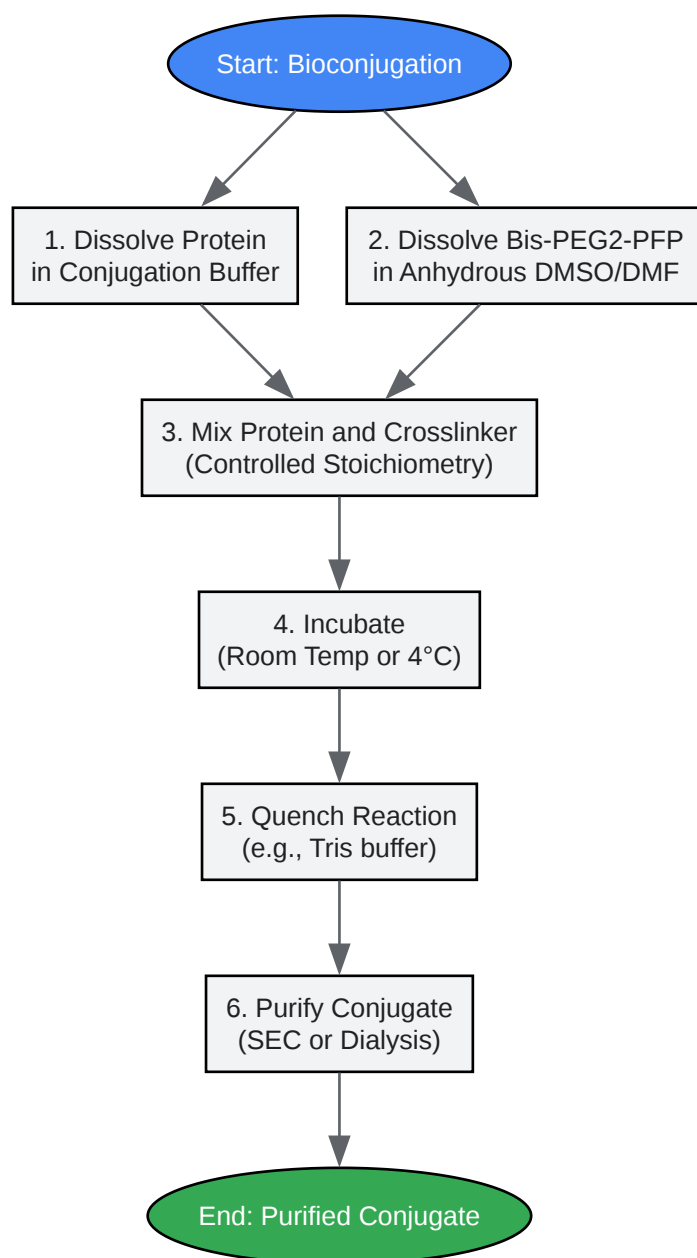 Start: Bioconjugation
1. Dissolve Protein
in Conjugation Buffer
2. Dissolve Bis-PEG2-PFP
in Anhydrous DMSO/DMF
3. Mix Protein and Crosslinker
(Controlled Stoichiometry)
4. Incubate
(Room Temp or 4°C)
5. Quench Reaction
(e.g., Tris buffer)
6. Purify Conjugate
(SEC or Dialysis)
End: Purified Conjugate